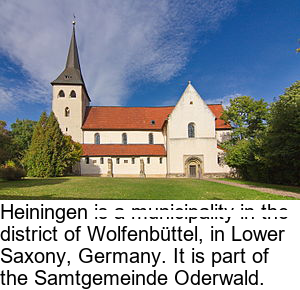 Heiningen is a municipality in the
district of Wolfenbüttel, in Lower
Saxony, Germany. It is part of
the Samtgemeinde Oderwald.